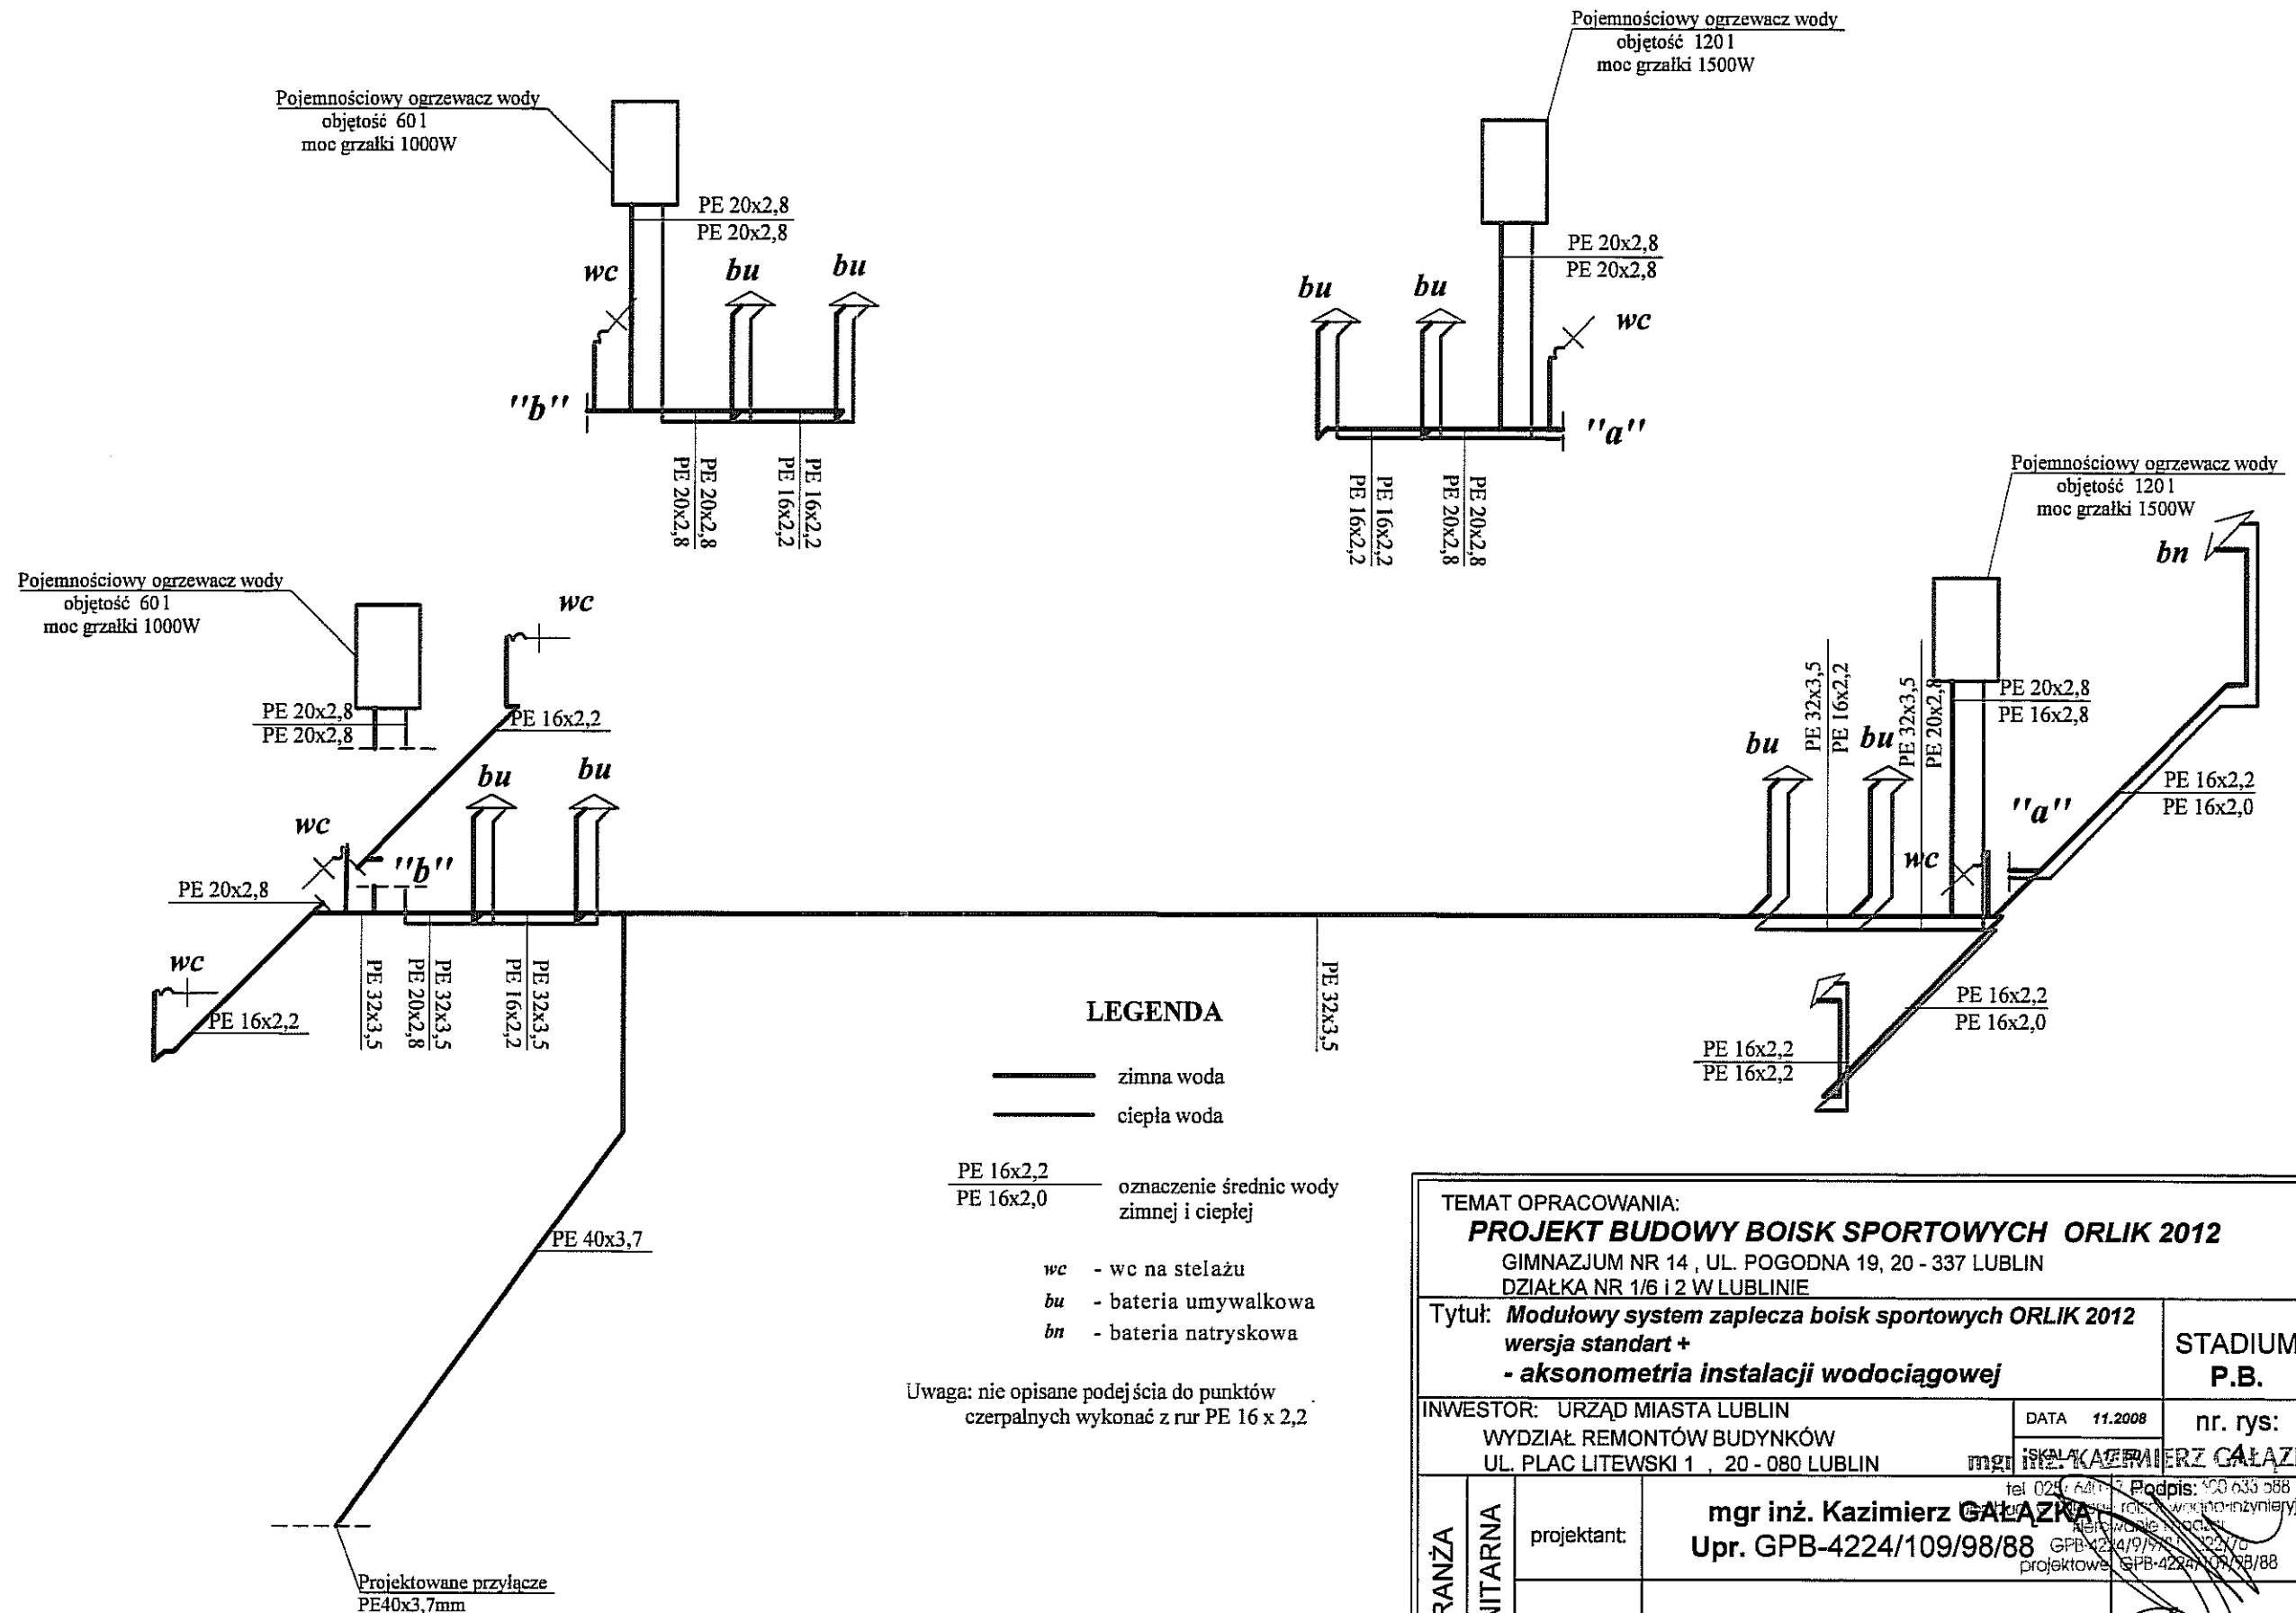 Pojemnościowy ogrzewacz wody
objętość 120 l
moc grzałki 1500W
Pojemnościowy ogrzewacz wody
objętość 60 l
moc grzałki 1000W
PE 20x2,8
PE 20x2,8
wc
bu
bu
"b"
PE 20x2,8
PE 20x2,8
PE 16x2,2
PE 16x2,2
PE 20x2,8
PE 20x2,8
bu
bu
wc
"a"
PE 16x2,2
PE 16x2,2
PE 20x2,8
PE 20x2,8
Pojemnościowy ogrzewacz wody
objętość 120 l
moc grzałki 1500W
bn
Pojemnościowy ogrzewacz wody
objętość 60 l
moc grzałki 1000W
wc
PE 20x2,8
PE 20x2,8
PE 16x2,2
bu
bu
wc
"b"
PE 20x2,8
wc
PE 16x2,2
PE 32x3,5
PE 20x2,8
PE 32x3,5
PE 16x2,2
PE 32x3,5
PE 32x3,5
bu
PE 32x3,5
PE 16x2,2
bu
PE 32x3,5
PE 20x2,8
PE 20x2,8
PE 16x2,8
wc
"a"
PE 16x2,2
PE 16x2,0
PE 16x2,2
PE 16x2,0
PE 16x2,2
PE 16x2,2
PE 40x3,7
Projektowane przyłącze
PE40x3,7mm
LEGENDA
zimna woda
ciepła woda
PE 16x2,2
PE 16x2,0
oznaczenie średnic wody
zimnej i ciepłej
wc - wc na stelażu
bu - bateria umywalkowa
bn - bateria natryskowa
Uwaga: nie opisane podejścia do punktów
czerpalnych wykonać z rur PE 16 x 2,2
TEMAT OPRACOWANIA:
PROJEKT BUDOWY BOISK SPORTOWYCH ORLIK 2012
GIMNAZJUM NR 14 , UL. POGODNA 19, 20 - 337 LUBLIN
DZIAŁKA NR 1/6 i 2 W LUBLINIE
Tytuł: Modułowy system zaplecza boisk sportowych ORLIK 2012
wersja standart +
- aksonometria instalacji wodociągowej
STADIUM
P.B.
INWESTOR: URZĄD MIASTA LUBLIN
WYDZIAŁ REMONTÓW BUDYNKÓW
UL. PLAC LITEWSKI 1 , 20 - 080 LUBLIN
DATA 11.2008
SKALA
nr. rys:
4
mgr inż. KAZIMIERZ GAŁĄZ
projektant:
mgr inż. Kazimierz GAŁĄZKA
Upr. GPB-4224/109/98/88
Podpis:
projektowe GPB-4224/109/98/88
RANŻA
NITARNA